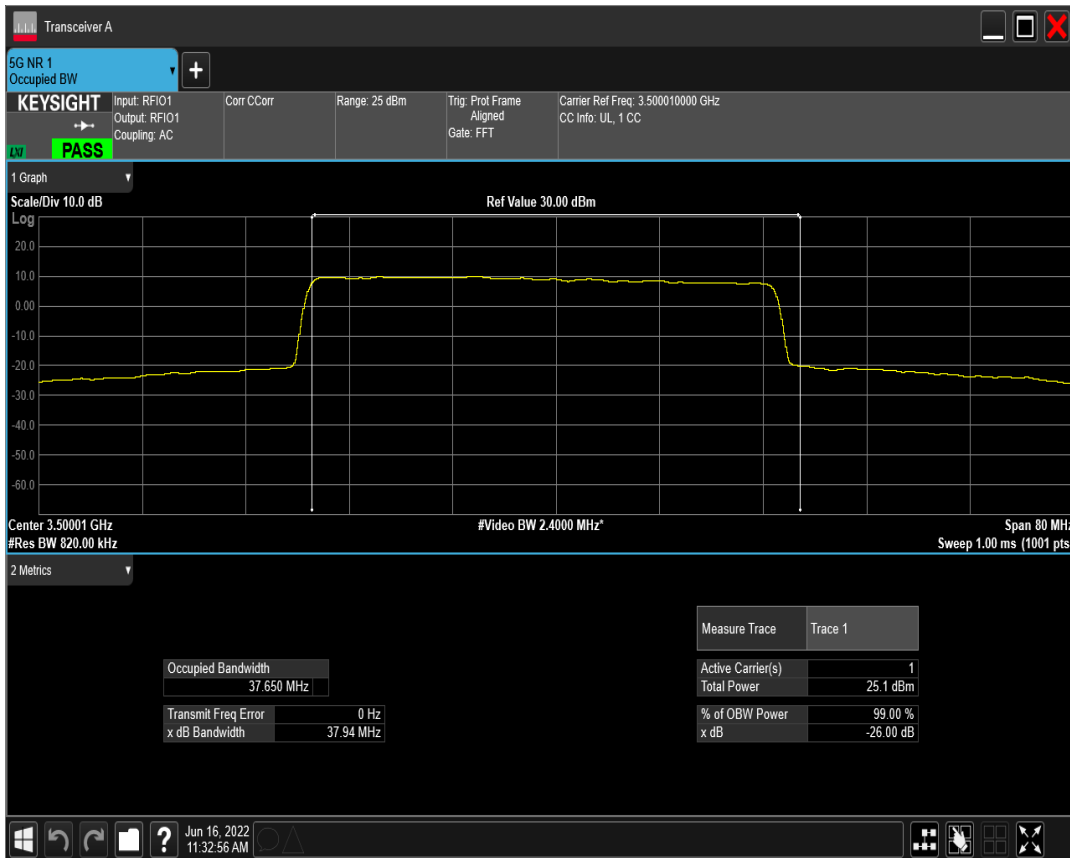 Transceiver A
5G NR 1
Occupied BW
KEYSIGHT
LXI
PASS
Input: RFIO1
Output: RFIO1
Coupling: AC
Corr CCorr
Range: 25 dBm
Trig: Prot Frame
Aligned
Gate: FFT
Carrier Ref Freq: 3.500010000 GHz
CC Info: UL, 1 CC
1 Graph
Scale/Div 10.0 dB
Ref Value 30.00 dBm
Log
20.0
10.0
0.00
-10.0
-20.0
-30.0
-40.0
-50.0
-60.0
Center 3.50001 GHz
#Video BW 2.4000 MHz*
Span 80 MHz
#Res BW 820.00 kHz
Sweep 1.00 ms (1001 pts
2 Metrics
Measure Trace
Trace 1
Occupied Bandwidth
37.650 MHz
Active Carrier(s) 1
Total Power 25.1 dBm
Transmit Freq Error 0 Hz
x dB Bandwidth 37.94 MHz
% of OBW Power 99.00 %
x dB -26.00 dB
?
Jun 16, 2022
11:32:56 AM